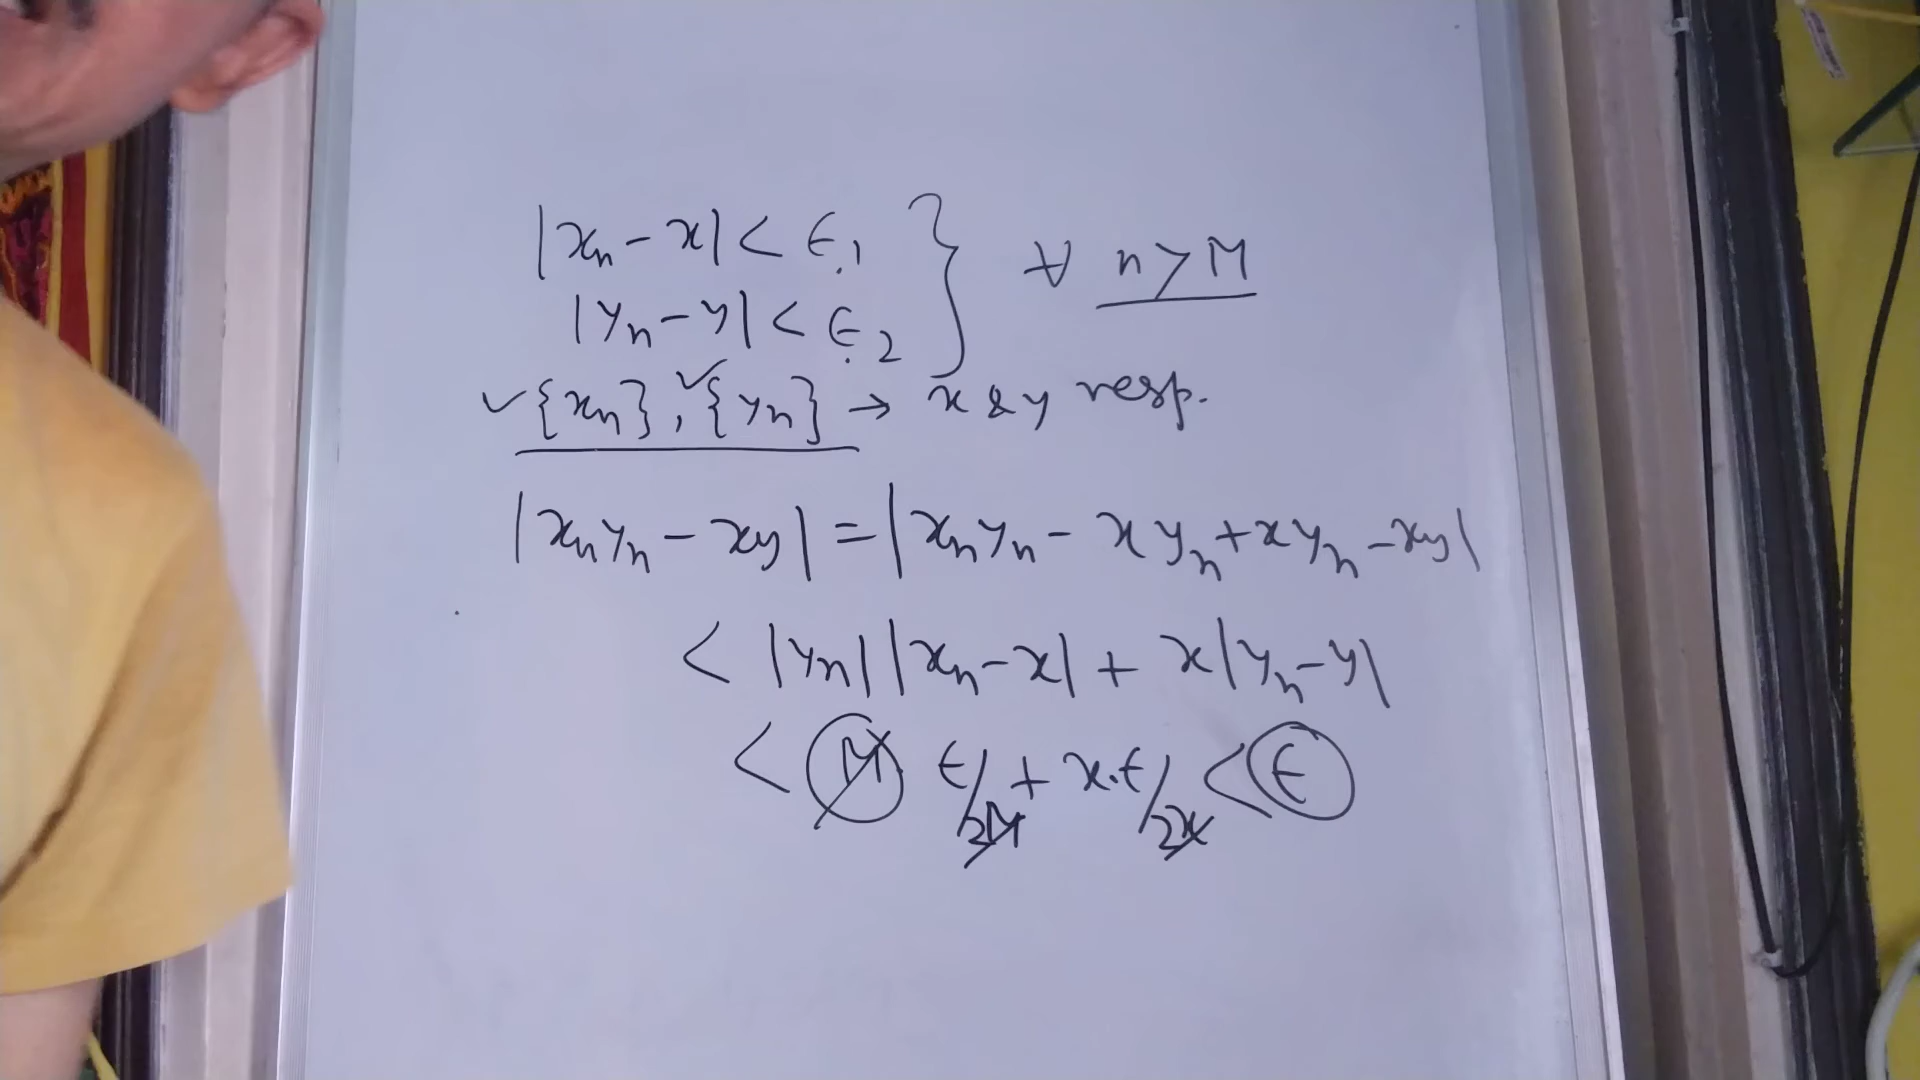 |xn - x| < ϵ1 } ∀ n > M
|yn - y| < ϵ2
✓{xn}, ✓{yn} → x & y resp.
|xnyn - xy| = |xnyn - xyn + xyn - xy|
< |yn||xn - x| + x|yn - y|
< M ϵ/2M + x.ϵ/2x < ϵ